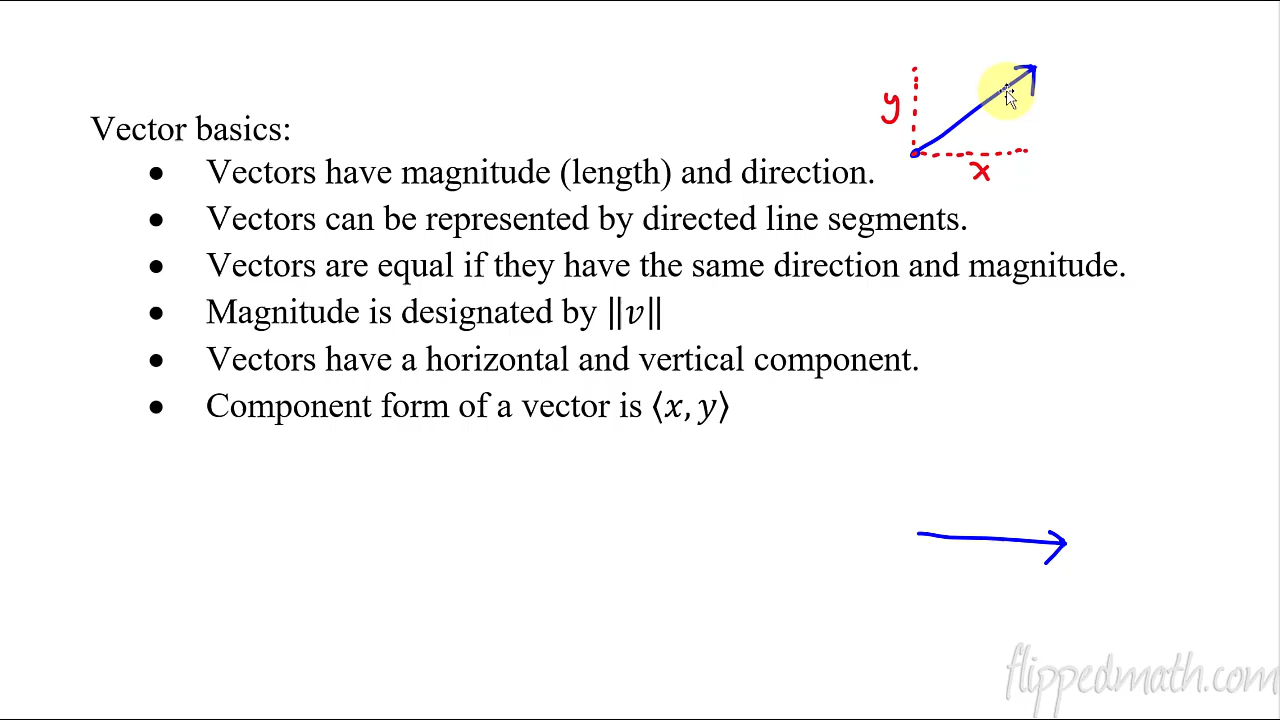 y
Vector basics:
x
• Vectors have magnitude (length) and direction.
• Vectors can be represented by directed line segments.
• Vectors are equal if they have the same direction and magnitude.
• Magnitude is designated by ‖𝑣‖
• Vectors have a horizontal and vertical component.
• Component form of a vector is ⟨𝑥, 𝑦⟩
flippedmath.com